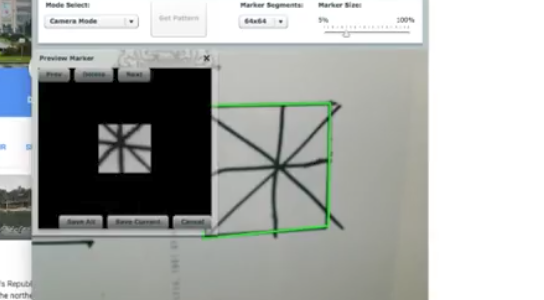 Mode Select:
Marker Segments:
Marker Size:
Camera Mode
Get Pattern
64x64
5%
100%
Preview Marker
Prev
Delete
Next
Save All
Save Current
Cancel
's Republ
he northe